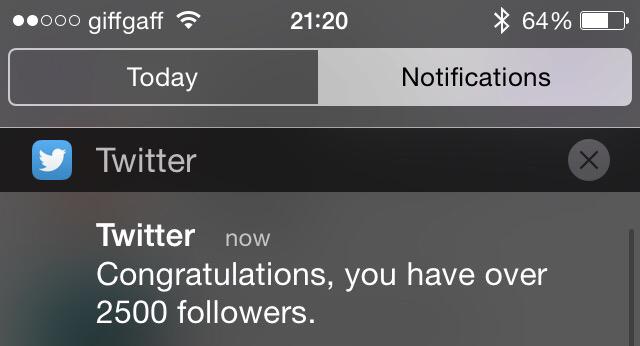 giffgaff 21:20 64%
Today Notifications
Twitter
Twitter now
Congratulations, you have over
2500 followers.